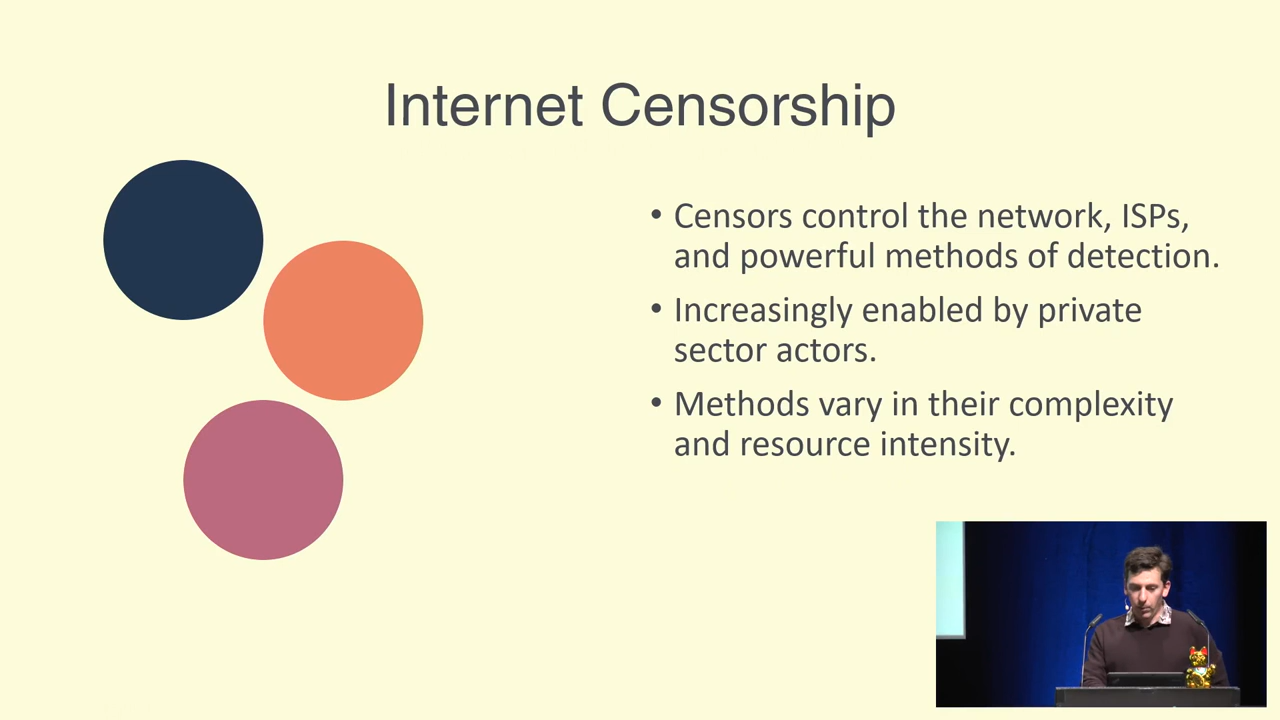 Internet Censorship
• Censors control the network, ISPs,
and powerful methods of detection.
• Increasingly enabled by private
sector actors.
• Methods vary in their complexity
and resource intensity.